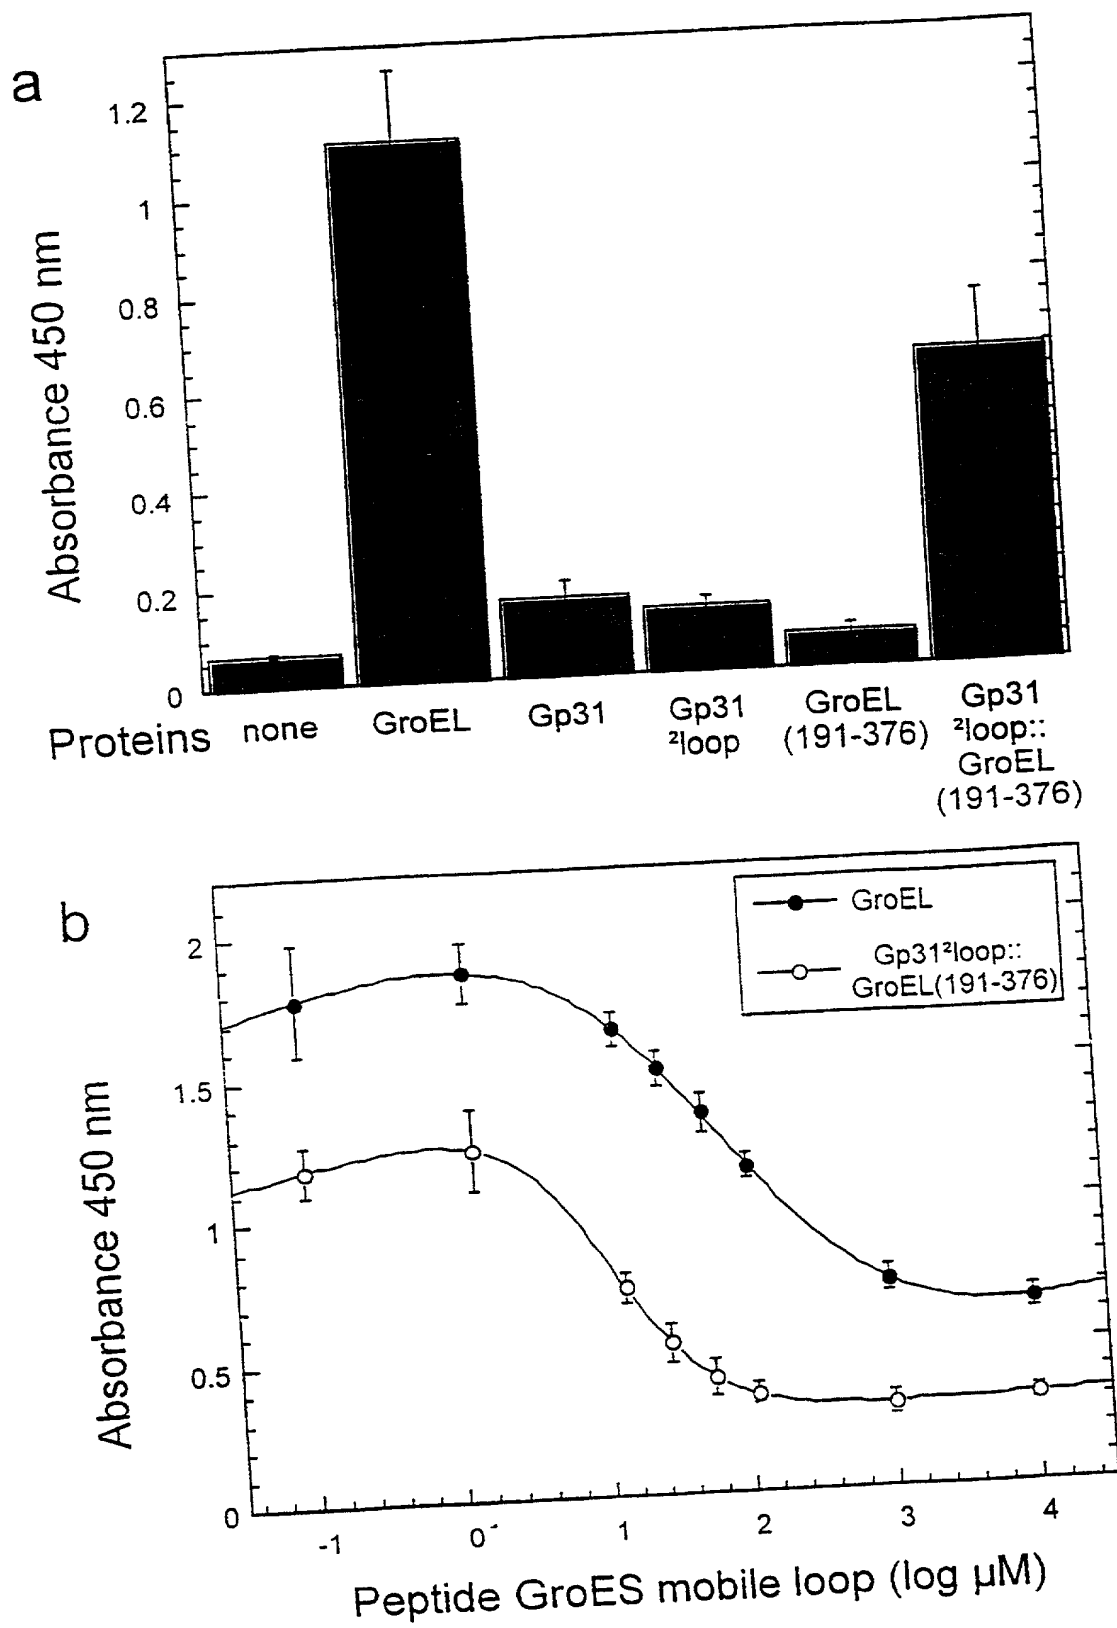 a
Absorbance 450 nm
1.2
1
0.8
0.6
0.4
0.2
0
Proteins
none
GroEL
Gp31
Gp31
²loop
GroEL
(191-376)
Gp31
²loop::
GroEL
(191-376)
b
Absorbance 450 nm
2
1.5
1
0.5
0
GroEL
Gp31²loop::
GroEL(191-376)
-1
0
1
2
3
4
Peptide GroES mobile loop (log µM)